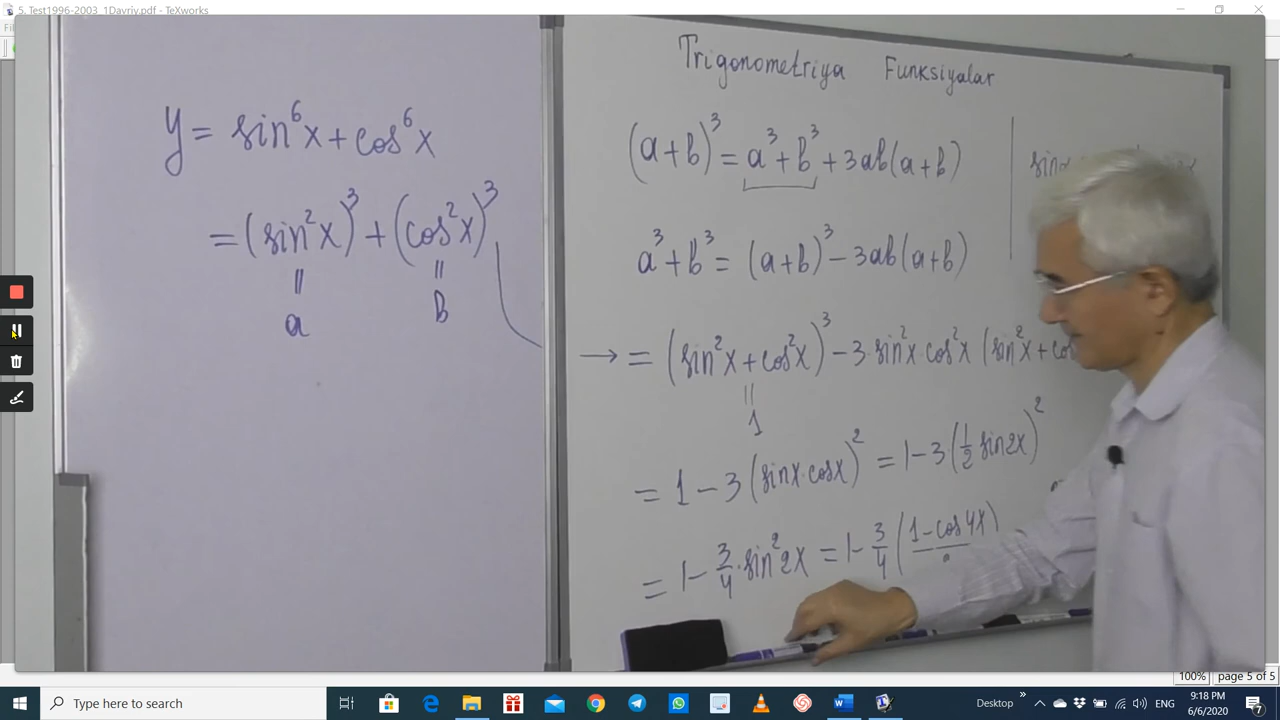 5. Test1996-2003_1Davriy.pdf - TeXworks
y = sin⁶x + cos⁶x
= (sin²x)³ + (cos²x)³
= =
a b
Trigonometriya Funksiyalar
(a+b)³ = a³+b³ + 3ab(a+b)
a³+b³ = (a+b)³ - 3ab(a+b)
→ = (sin²x + cos²x)³ - 3·sin²x·cos²x (sin²x + cos
=
1
= 1 - 3 (sinx·cosx)² = 1 - 3 (1/2 sin2x)²
= 1 - 3/4·sin²2x = 1 - 3/4 (1-cos4x)
100% page 5 of 5
Type here to search
Desktop
ENG
9:18 PM
6/6/2020